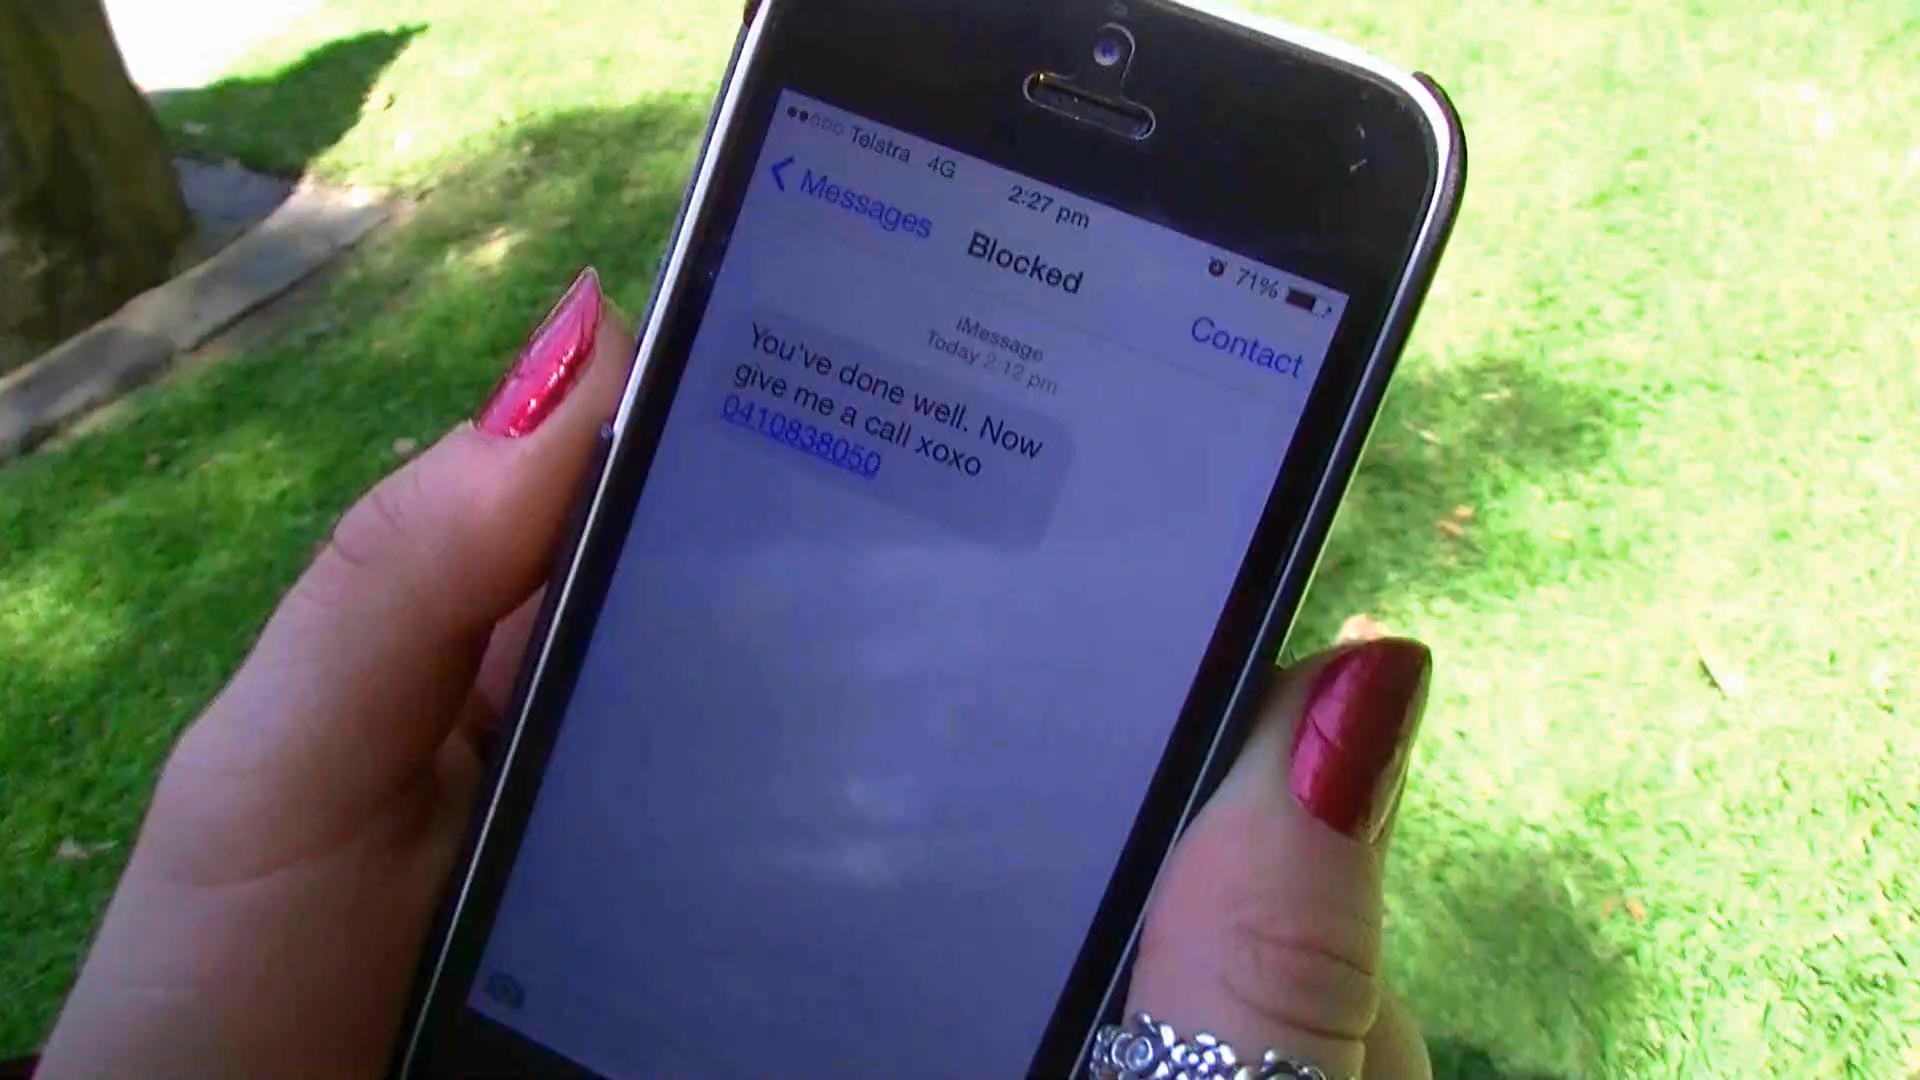 Telstra 4G 2:27 pm 71%
Messages Blocked Contact
iMessage
Today 2:12 pm
You've done well. Now
give me a call xoxo
0410838050